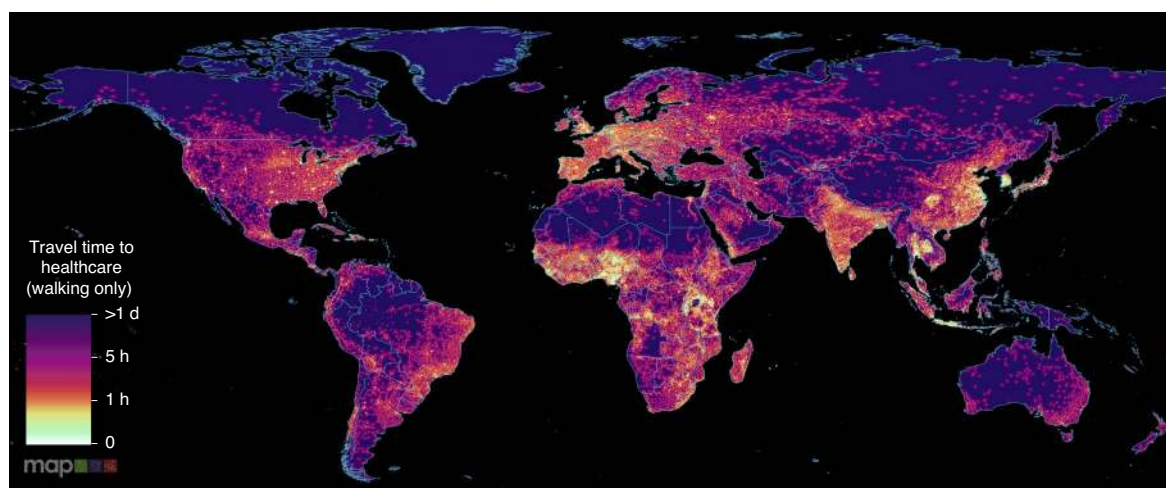 Travel time to
healthcare
(walking only)
>1 d
5 h
1 h
0
map